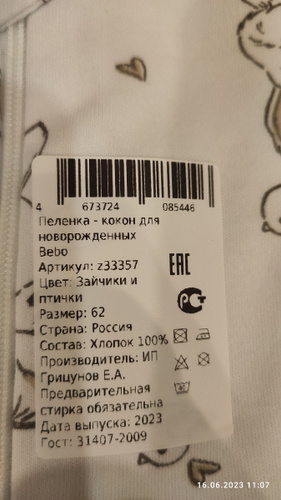 4 673724 085446
Пеленка - кокон для
новорожденных
Bebo
Артикул: z33357
Цвет: Зайчики и
птички
Размер: 62
Страна: Россия
Состав: Хлопок 100%
Производитель: ИП
Грицунов Е.А.
Предварительная
стирка обязательна
Дата выпуска: 2023
Гост: 31407-2009
EAC
РСТ
16.06.2023 11:07